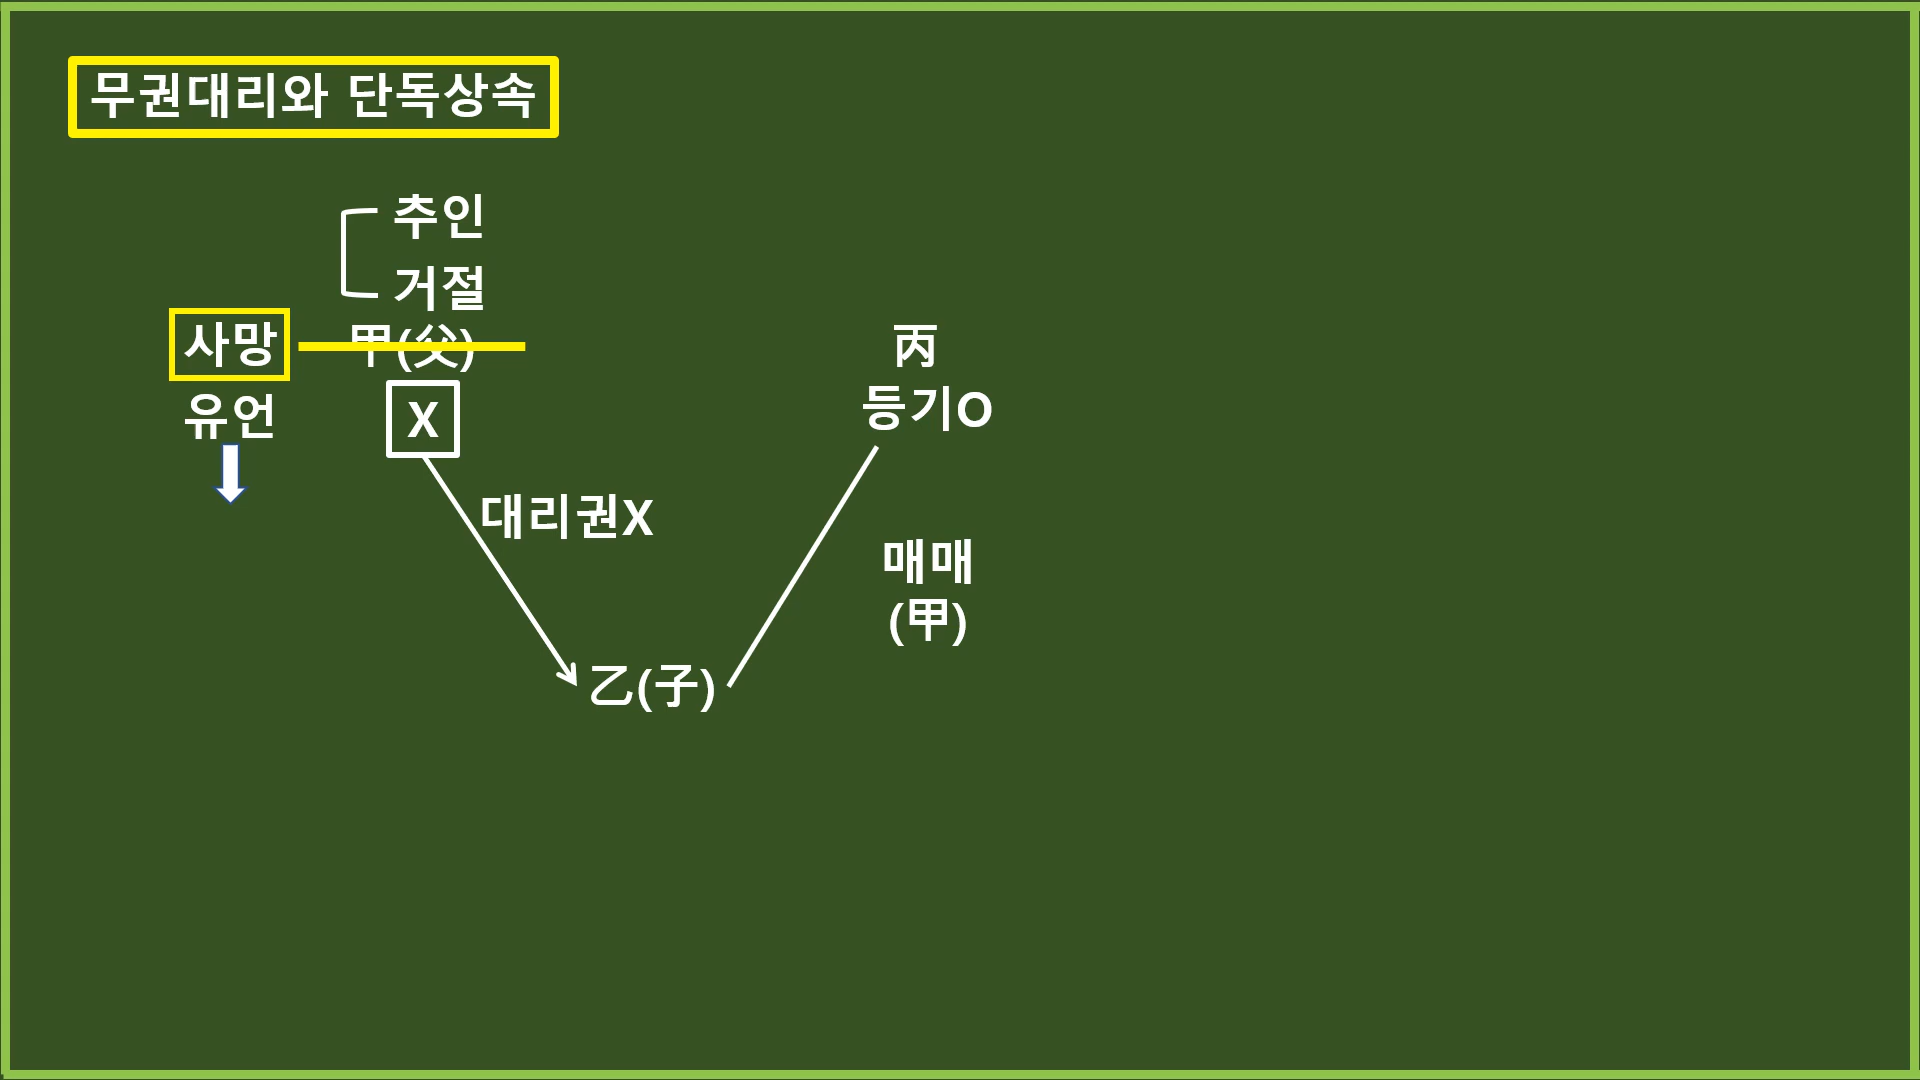 무권대리와 단독상속
추인
거절
사망
甲(父)
丙
유언
X
등기O
대리권X
매매
(甲)
乙(子)